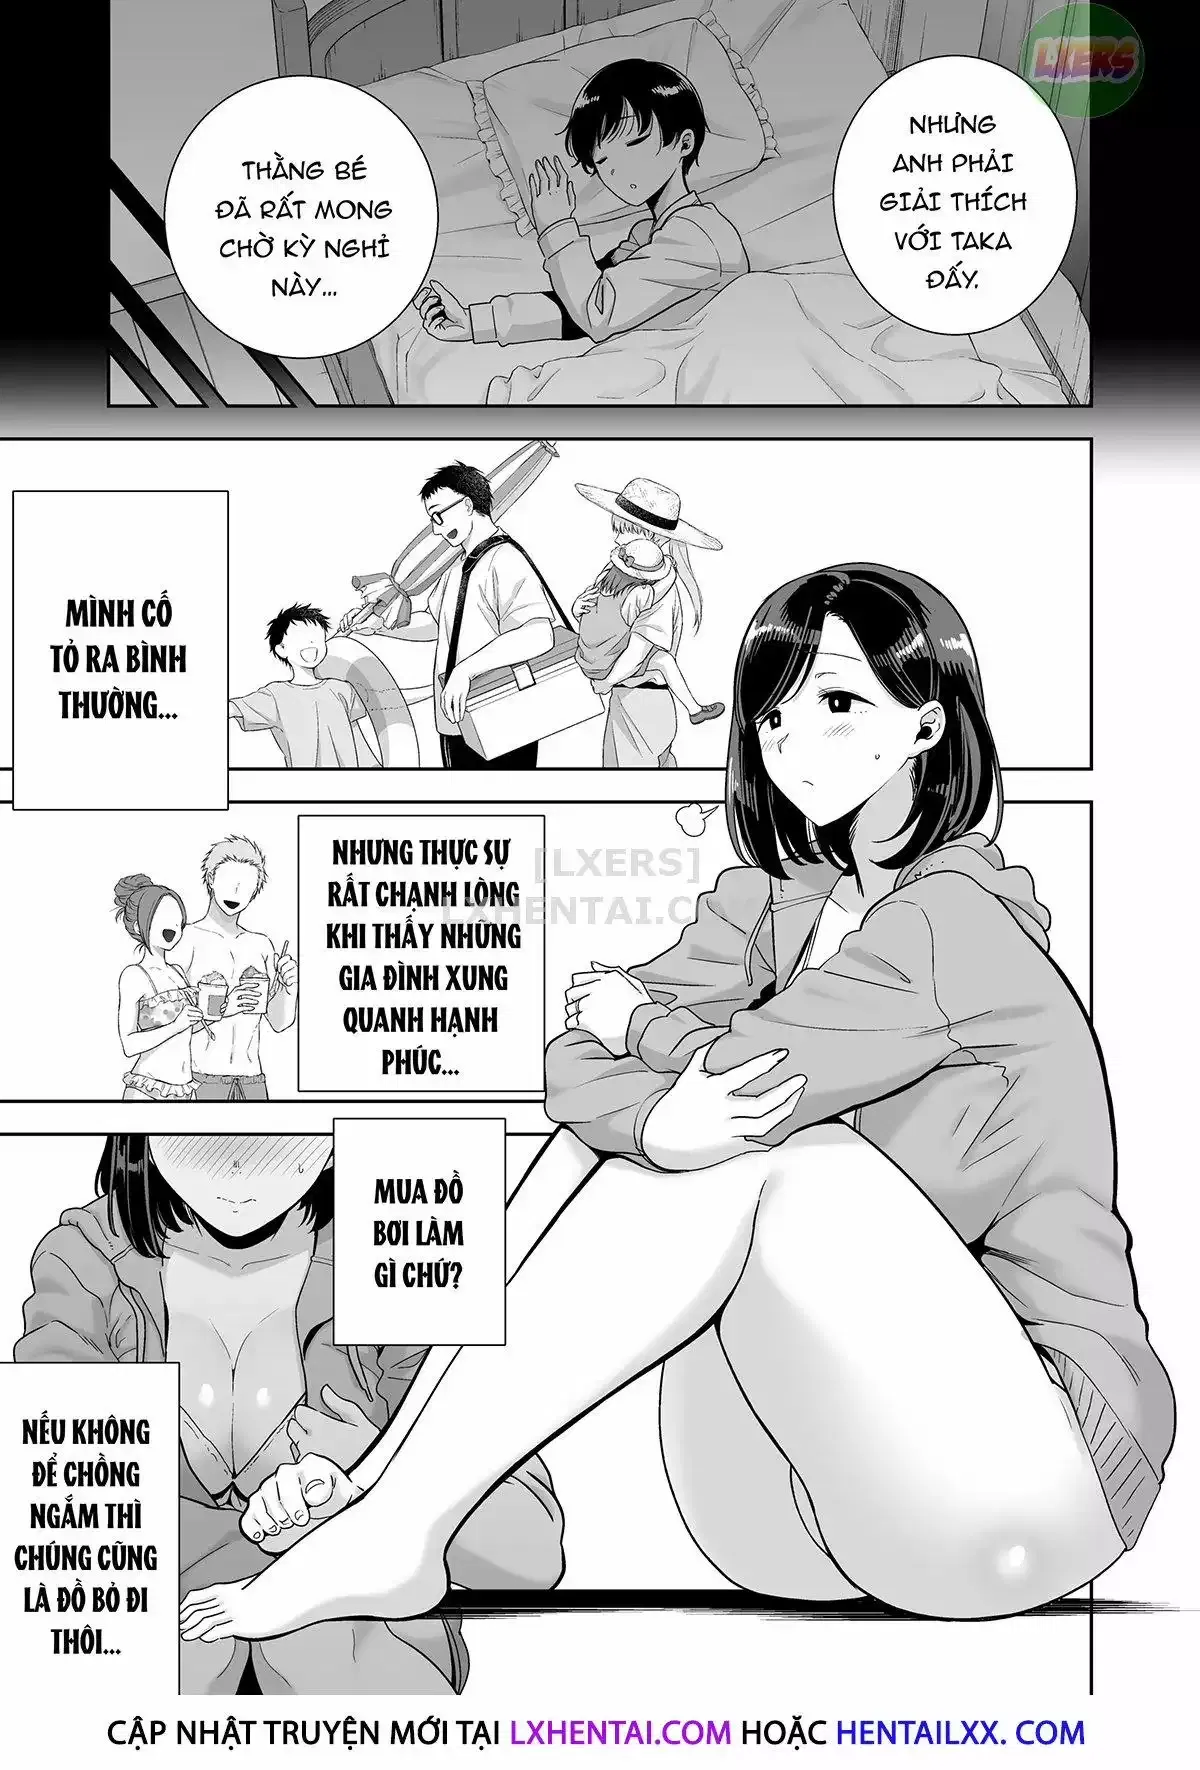 LXERS
NHƯNG
ANH PHẢI
GIẢI THÍCH
VỚI TAKA
ĐẤY.
THẰNG BÉ
ĐÃ RẤT MONG
CHỜ KỲ NGHỈ
NÀY...
MÌNH CỐ
TỎ RA BÌNH
THƯỜNG...
NHƯNG THỰC SỰ
RẤT CHẠNH LÒNG
KHI THẤY NHỮNG
GIA ĐÌNH XUNG
QUANH HẠNH
PHÚC...
[LXERS]
LXHENTAI.COM
MUA ĐỒ
BƠI LÀM
GÌ CHỨ?
NẾU KHÔNG
ĐỂ CHỒNG
NGẮM THÌ
CHÚNG CŨNG
LÀ ĐỒ BỎ ĐI
THÔI...
CẬP NHẬT TRUYỆN MỚI TẠI LXHENTAI.COM HOẶC HENTAILXX. COM